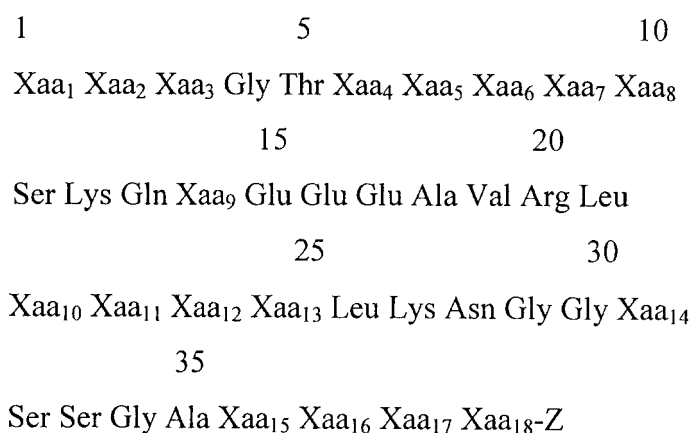 1 5 10
Xaa₁ Xaa₂ Xaa₃ Gly Thr Xaa₄ Xaa₅ Xaa₆ Xaa₇ Xaa₈
15 20
Ser Lys Gln Xaa₉ Glu Glu Glu Ala Val Arg Leu
25 30
Xaa₁₀ Xaa₁₁ Xaa₁₂ Xaa₁₃ Leu Lys Asn Gly Gly Xaa₁₄
35
Ser Ser Gly Ala Xaa₁₅ Xaa₁₆ Xaa₁₇ Xaa₁₈-Z